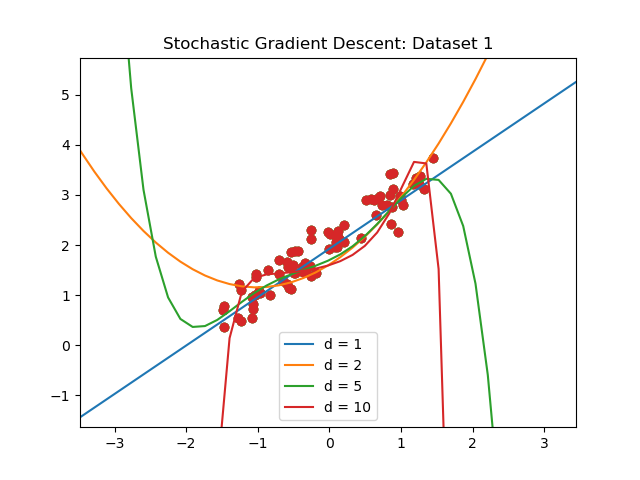 Stochastic Gradient Descent: Dataset 1
5
4
3
2
1
0
−1
−3
−2
−1
0
1
2
3
d = 1
d = 2
d = 5
d = 10